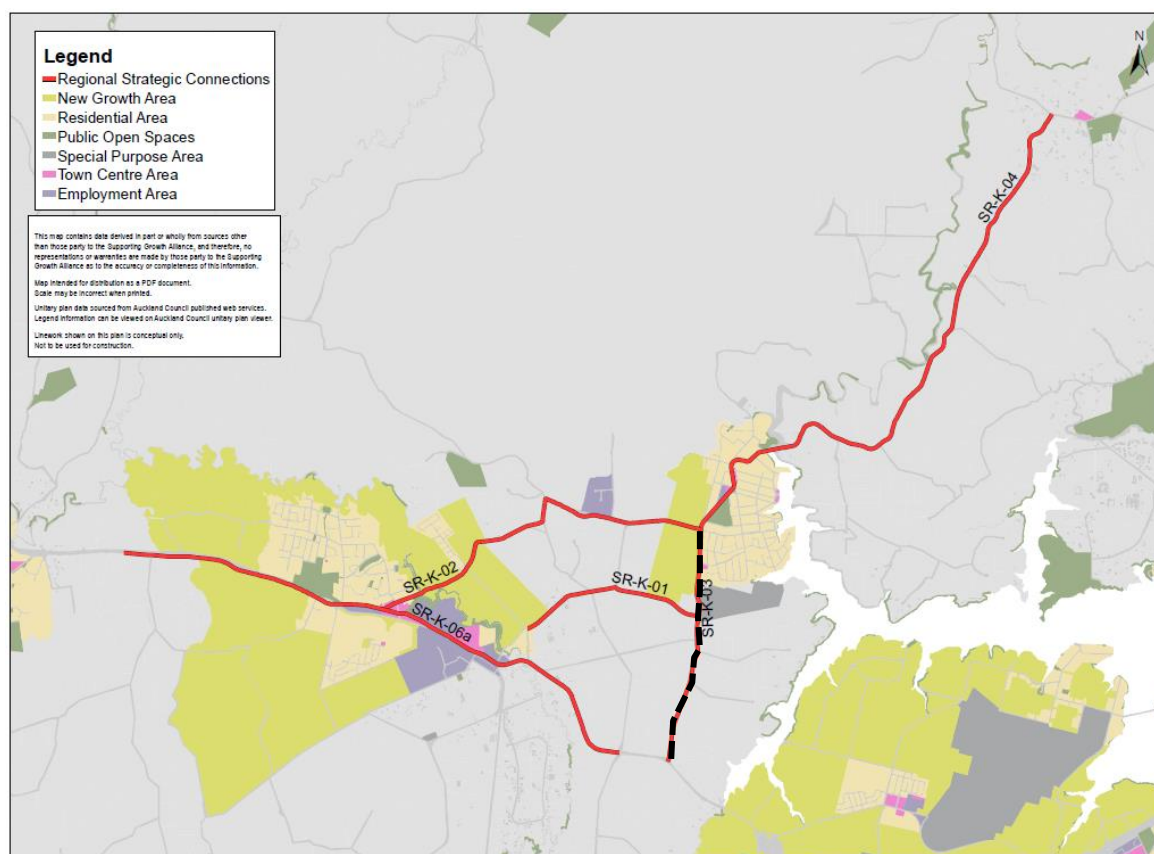 Legend
Regional Strategic Connections
New Growth Area
Residential Area
Public Open Spaces
Special Purpose Area
Town Centre Area
Employment Area
This map contains data derived in part or wholly from sources other
than those party to the Supporting Growth Alliance, and therefore, no
representations or warranties are made by those party to the Supporting
Growth Alliance as to the accuracy or completeness of this information.
Map intended for distribution as a PDF document.
Scale may be incorrect when printed.
Unitary plan data sourced from Auckland Council published web services.
Legend information can be viewed on Auckland Council unitary plan viewer.
Linework shown on this plan is conceptual only.
Not to be used for construction.
N
SR-K-04
SR-K-02
SR-K-01
SR-K-03
SR-K-06a